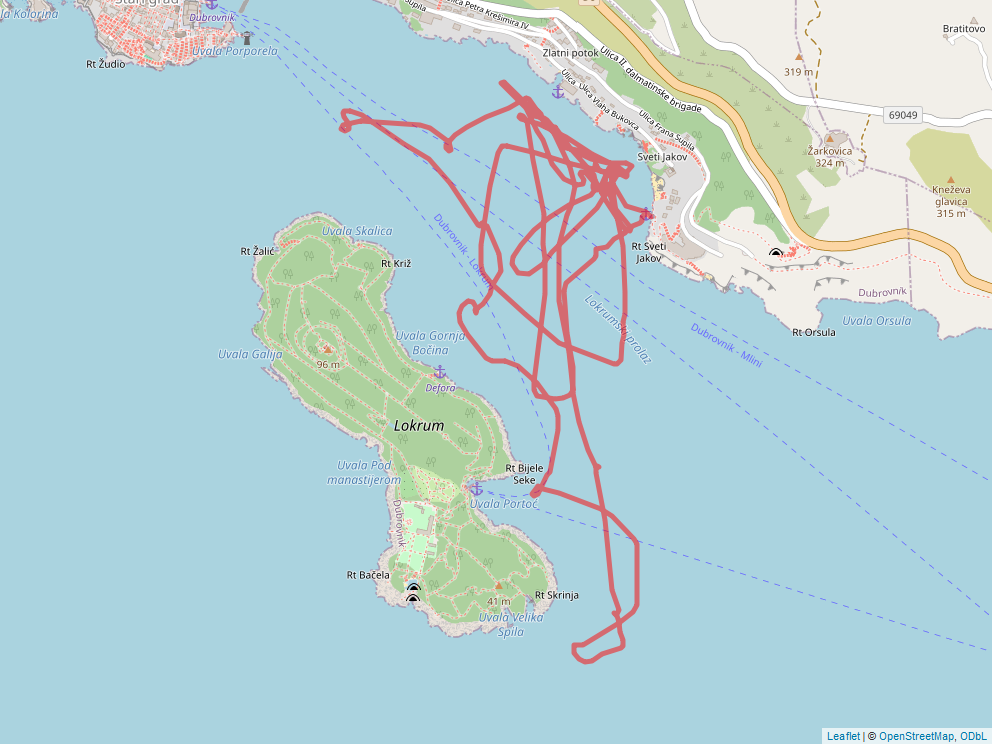 Stari grad
Dubrovnik
Uvala Porporela
Rt Žudio
Petra Krešimira IV.
Zlatni potok
Ulica II. dalmatinske brigade
Ulica Vlaha Bukovca
Ulica Frana Supila
319 m
Bratitovo
69049
Žarkovica
324 m
Sveti Jakov
Kneževa
glavica
315 m
Rt Sveti
Jakov
Uvala Skalica
Rt Žalić
Rt Križ
Dubrovnik - Lokrum
Dubrovnik
Lokrumski prolaz
Dubrovnik - Mlini
Rt Orsula
Uvala Orsula
Uvala Gornja
Bočina
Uvala Galija
96 m
Defora
Lokrum
Uvala Pod
manastijerom
Rt Bijele
Seke
Uvala Portoč
Dubrovnik
Rt Bačela
41 m
Rt Skrinja
Uvala Velika
Spila
Leaflet | © OpenStreetMap, ODbL